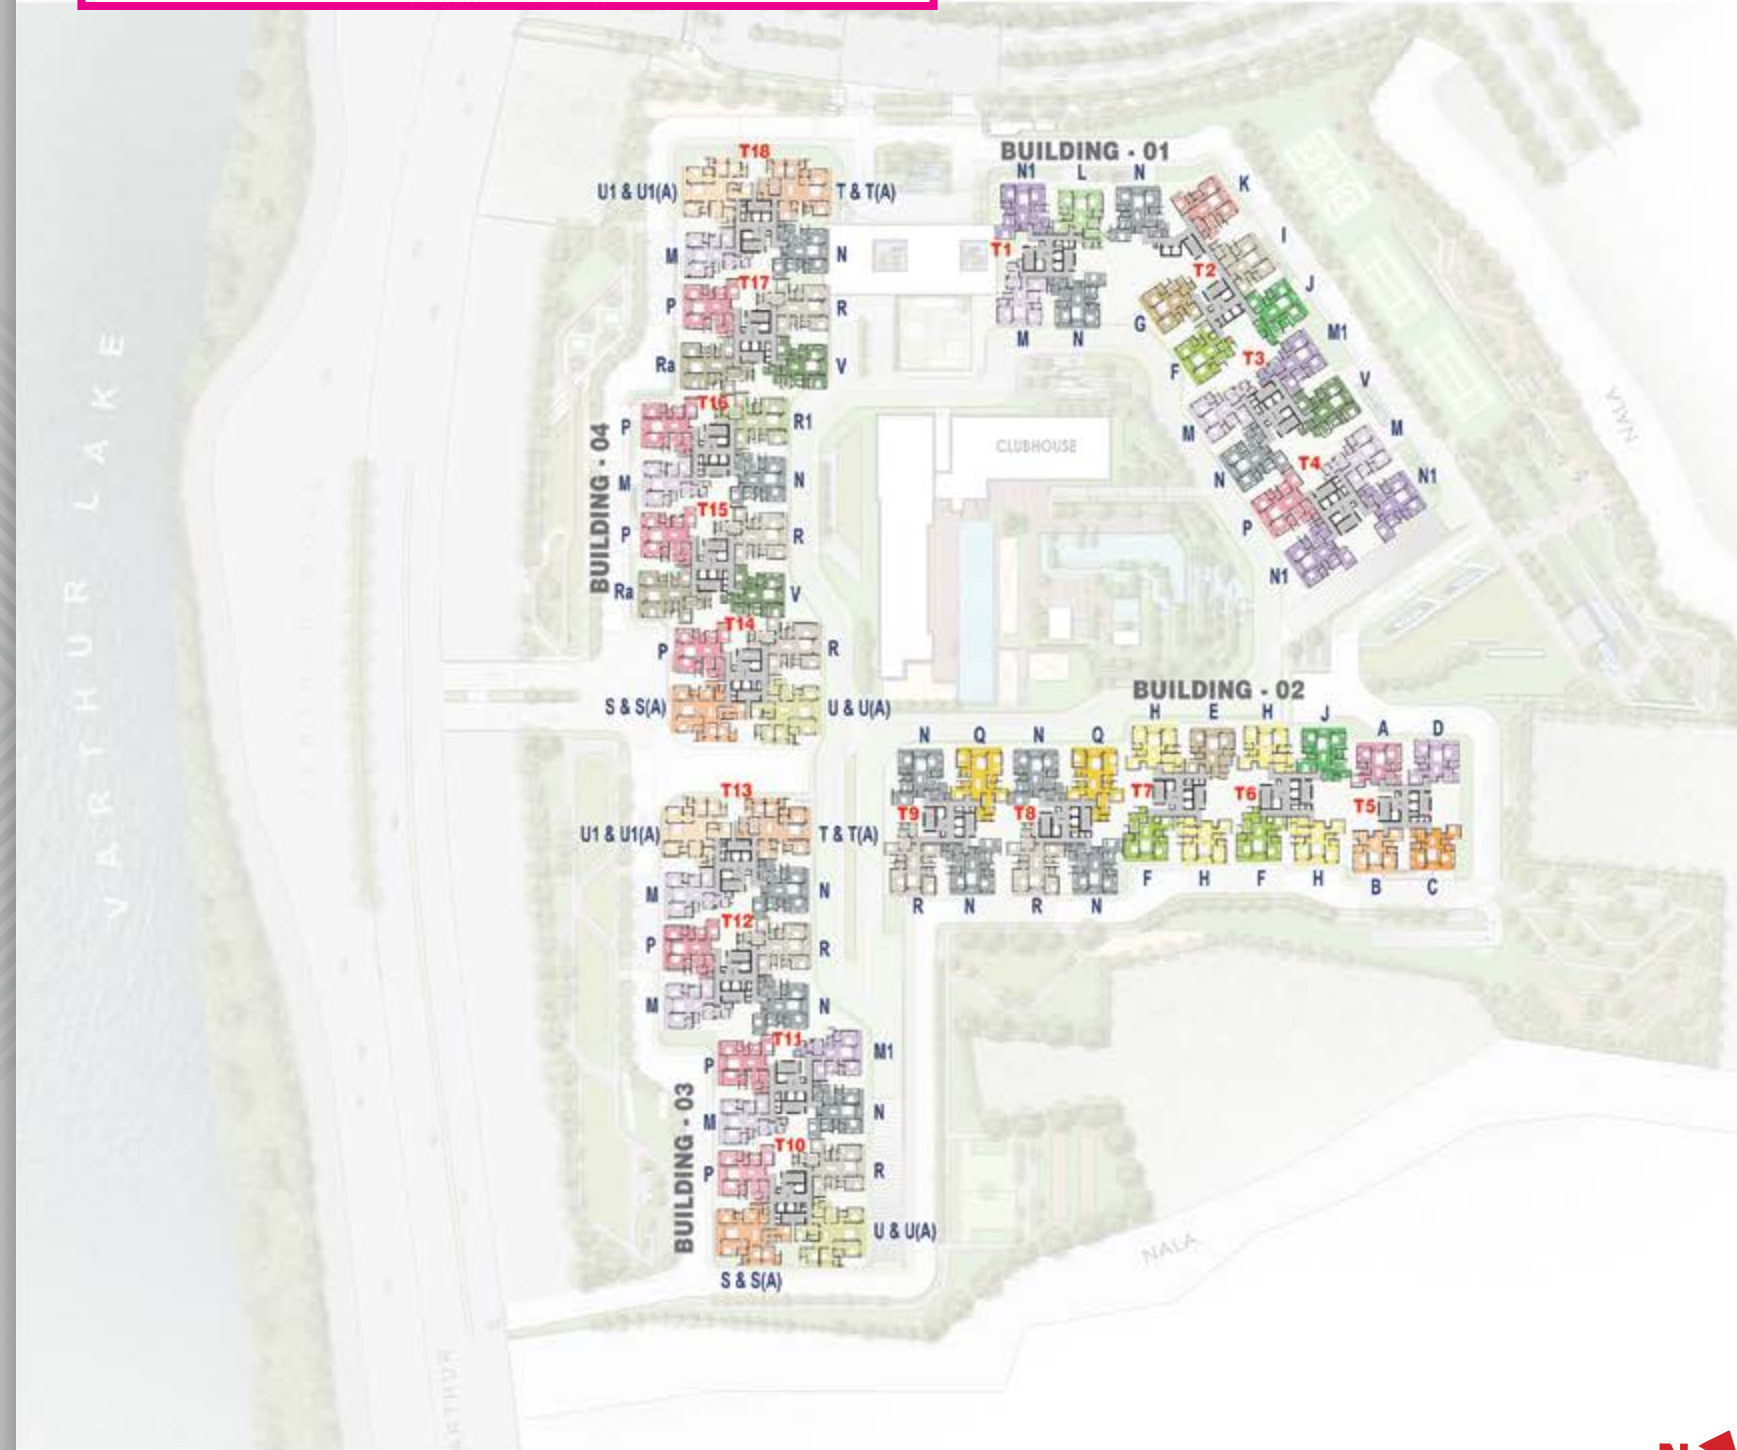 BUILDING - 01
T18
N1 L N K
U1 & U1(A) T & T(A)
I
T1
M N
T2
T17
J
P R
G
M N
M1
T3
Ra V
F
V
T16
P R1
M
M
BUILDING - 04
CLUBHOUSE
T4
N1
M N
N
T15
P
P R
N1
Ra V
T14
P R
BUILDING - 02
S & S(A) U & U(A)
H E H J A D
N Q N Q
T13
T7 T6 T5
T9 T8
U1 & U1(A) T & T(A)
F H F H B C
M N
R N R N
T12
P R
M N
T11
P M1
BUILDING - 03
M N
T10
P R
U & U(A)
S & S(A)
VARTHUR LAKE
NALA
NALA
N